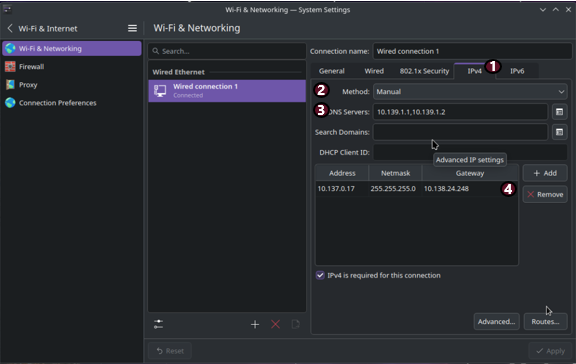 Wi-Fi & Networking — System Settings
Wi-Fi & Internet
Wi-Fi & Networking
Wi-Fi & Networking
Firewall
Proxy
Connection Preferences
Search...
Wired Ethernet
Wired connection 1
Connected
Connection name: Wired connection 1
General Wired 802.1x Security IPv4 1 IPv6
2 Method: Manual
3 DNS Servers: 10.139.1.1,10.139.1.2
Search Domains:
DHCP Client ID:
Advanced IP settings
Address Netmask Gateway + Add
10.137.0.17 255.255.255.0 10.138.24.248 4 Remove
IPv4 is required for this connection
Advanced... Routes...
Reset Apply